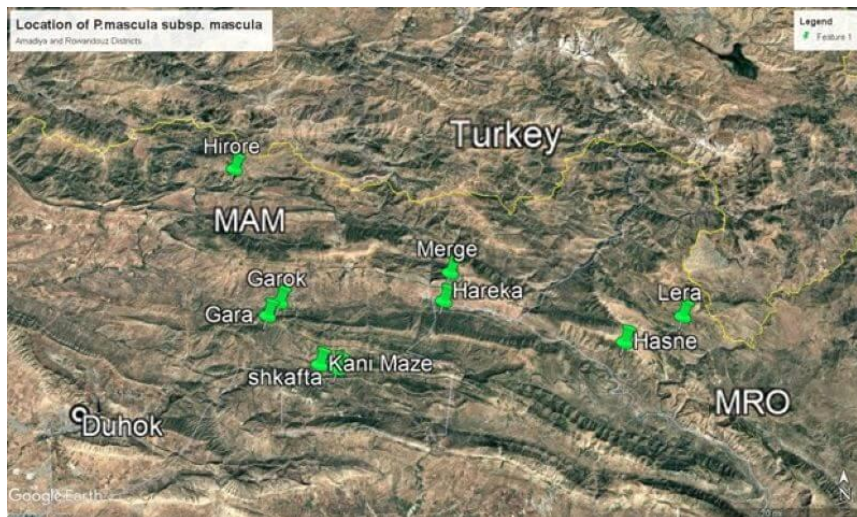 Location of P.mascula subsp. mascula
Amadiya and Rowandouz Districts
Legend
Feature 1
Turkey
Hirore
MAM
Merge
Garok
Hareka
Gara
Lera
Hasne
Kani Maze
shkafta
MRO
Duhok
Google Earth
N